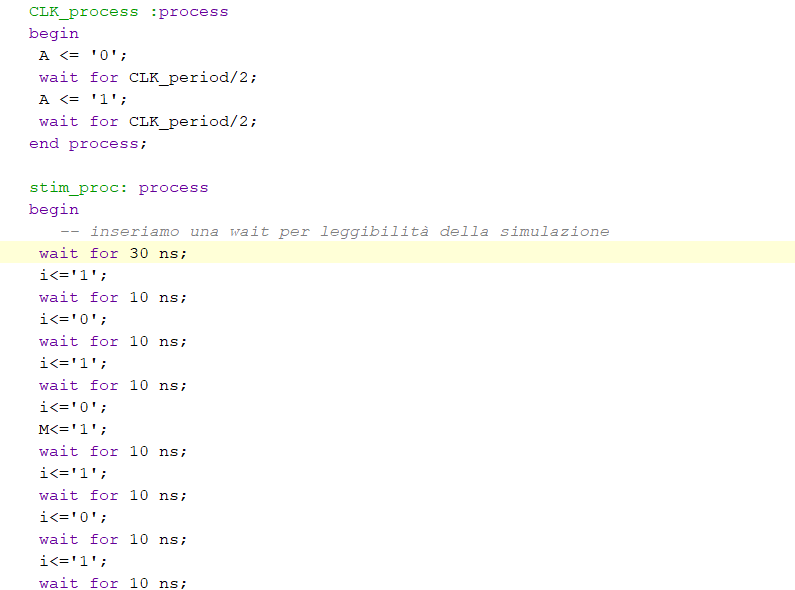 CLK_process :process
begin
A <= '0';
wait for CLK_period/2;
A <= '1';
wait for CLK_period/2;
end process;
stim_proc: process
begin
-- inseriamo una wait per leggibilità della simulazione
wait for 30 ns;
i<='1';
wait for 10 ns;
i<='0';
wait for 10 ns;
i<='1';
wait for 10 ns;
i<='0';
M<='1';
wait for 10 ns;
i<='1';
wait for 10 ns;
i<='0';
wait for 10 ns;
i<='1';
wait for 10 ns;